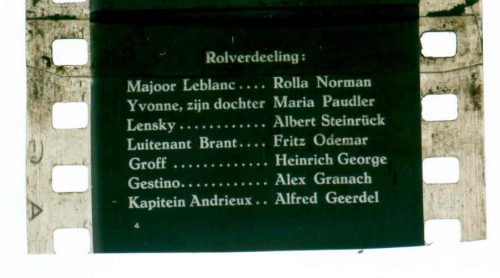 Rolverdeeling:
Majoor Leblanc.... Rolla Norman
Yvonne, zijn dochter Maria Paudler
Lensky............ Albert Steinrück
Luitenant Brant.... Fritz Odemar
Groff ............. Heinrich George
Gestino............ Alex Granach
Kapitein Andrieux.. Alfred Geerdel
4